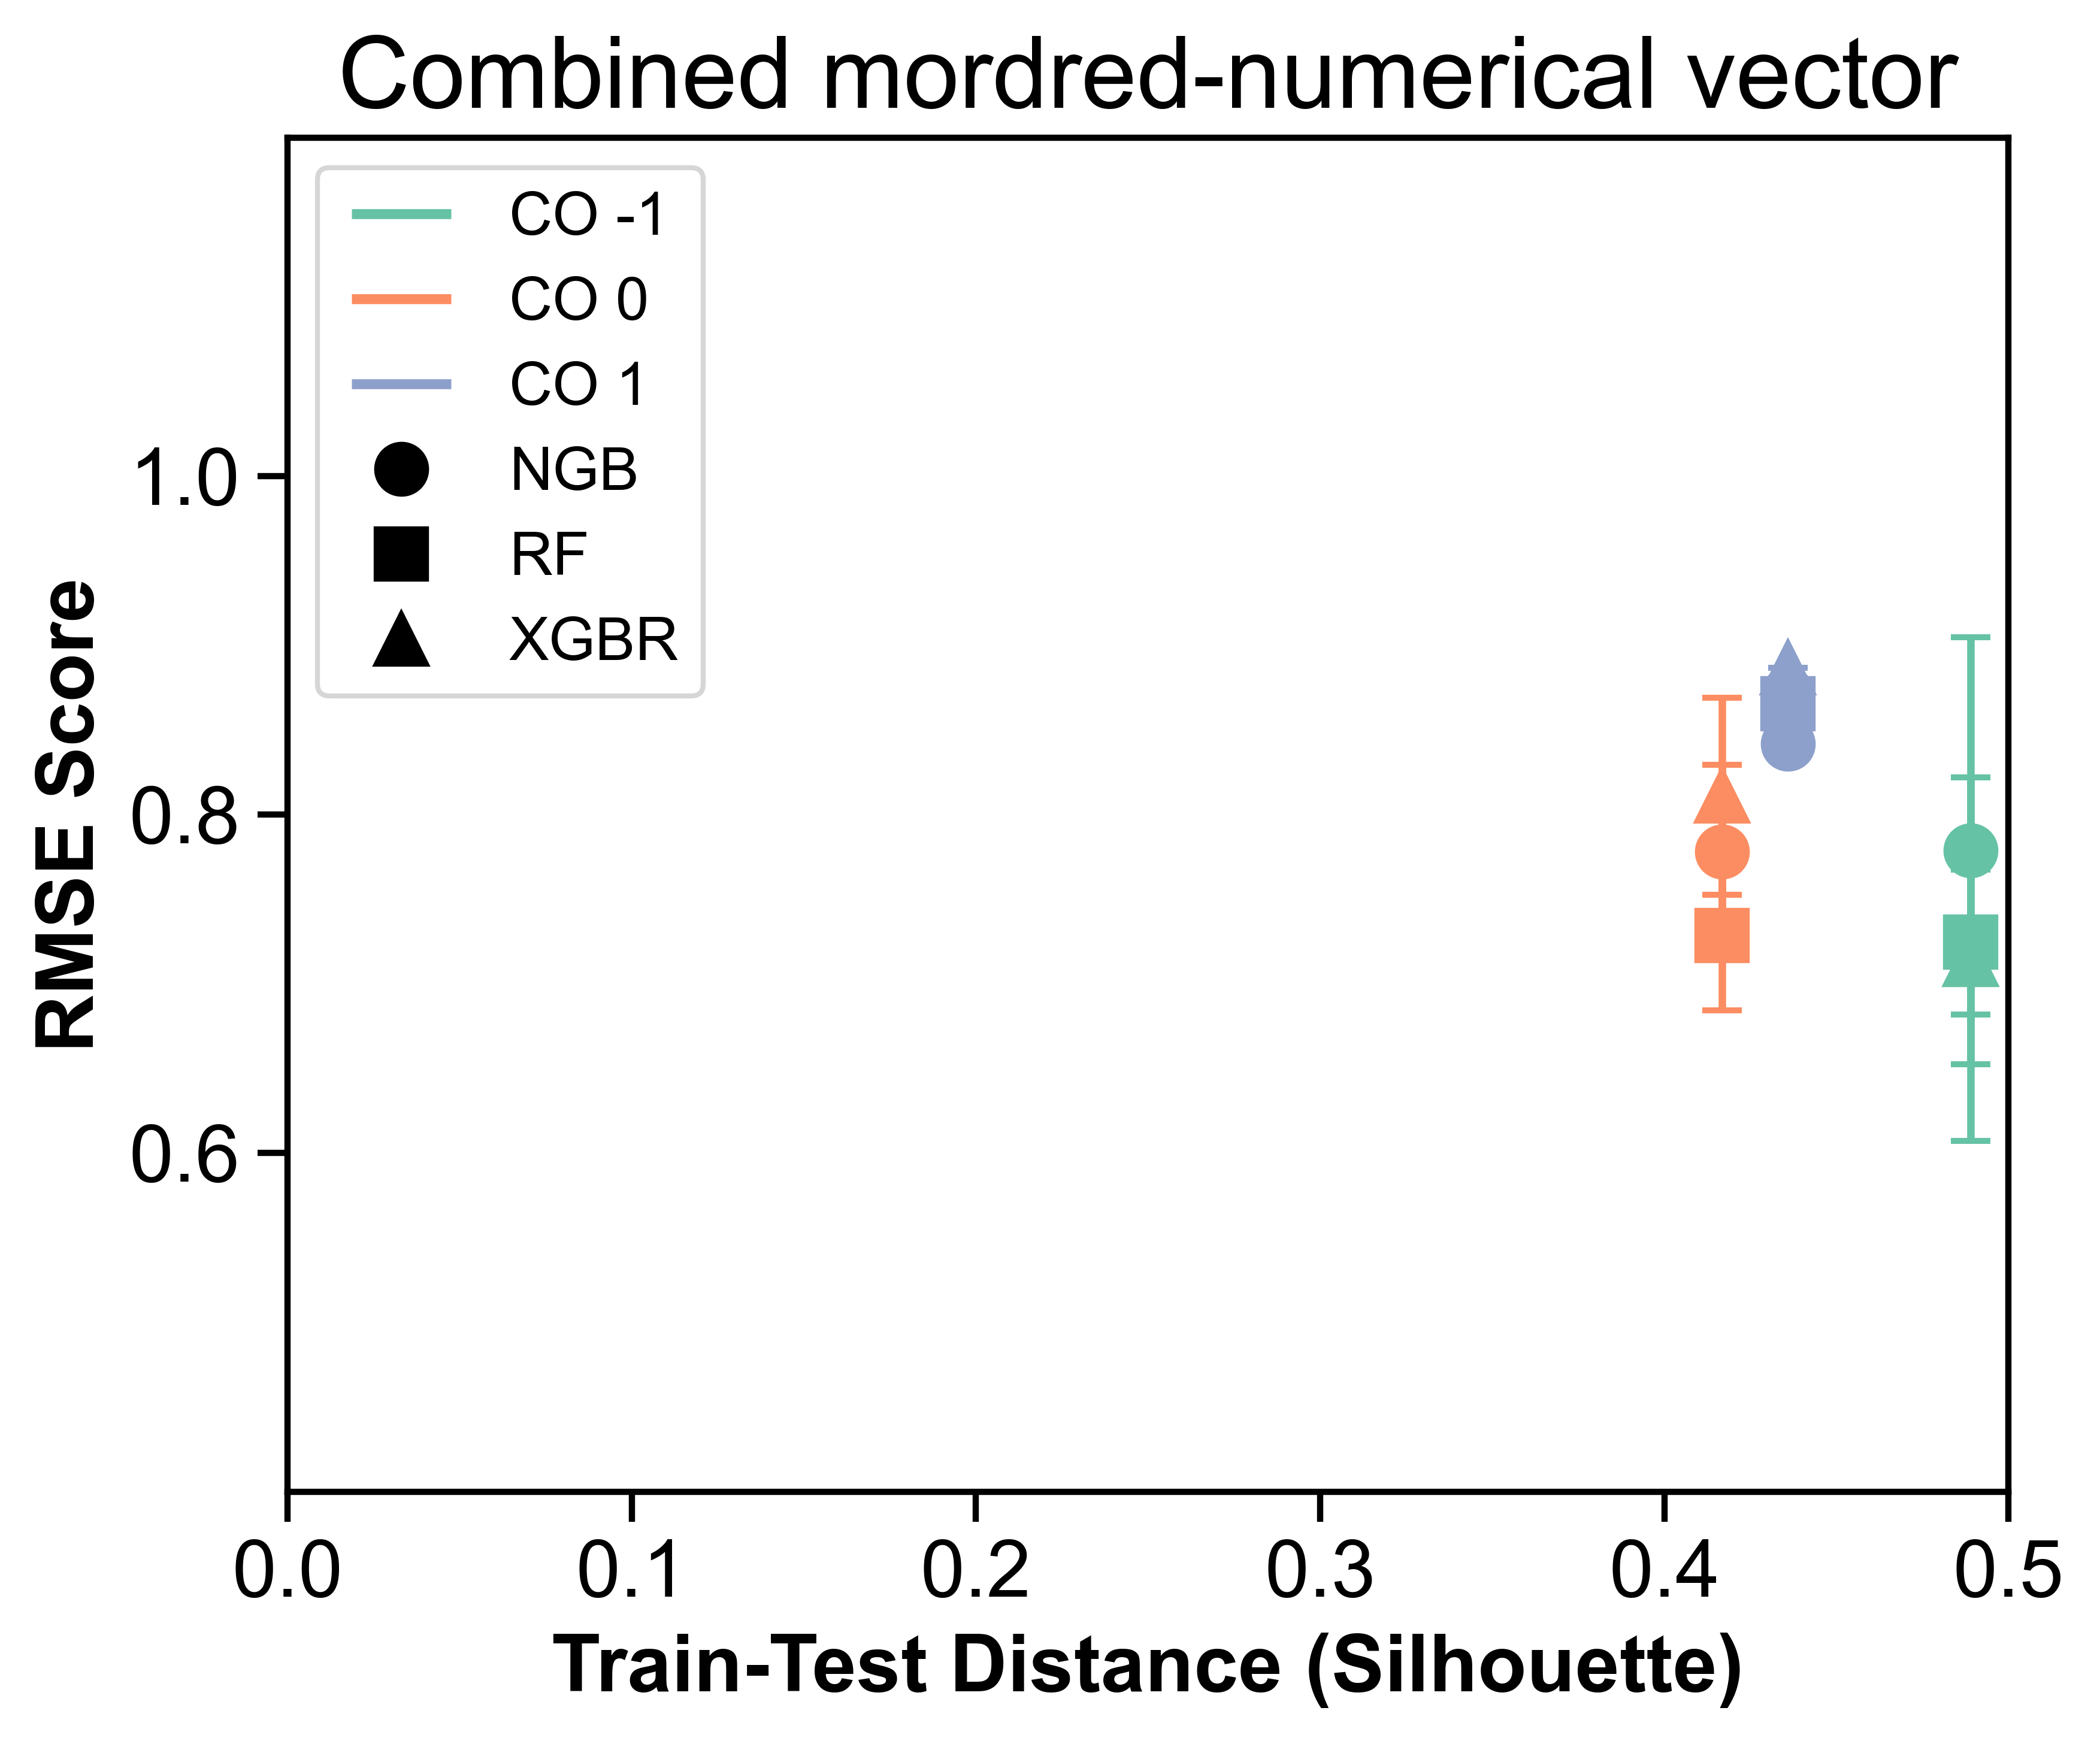 Combined mordred-numerical vector
CO -1
CO 0
CO 1
NGB
RF
XGBR
1.0
0.8
0.6
RMSE Score
0.0 0.1 0.2 0.3 0.4 0.5
Train-Test Distance (Silhouette)